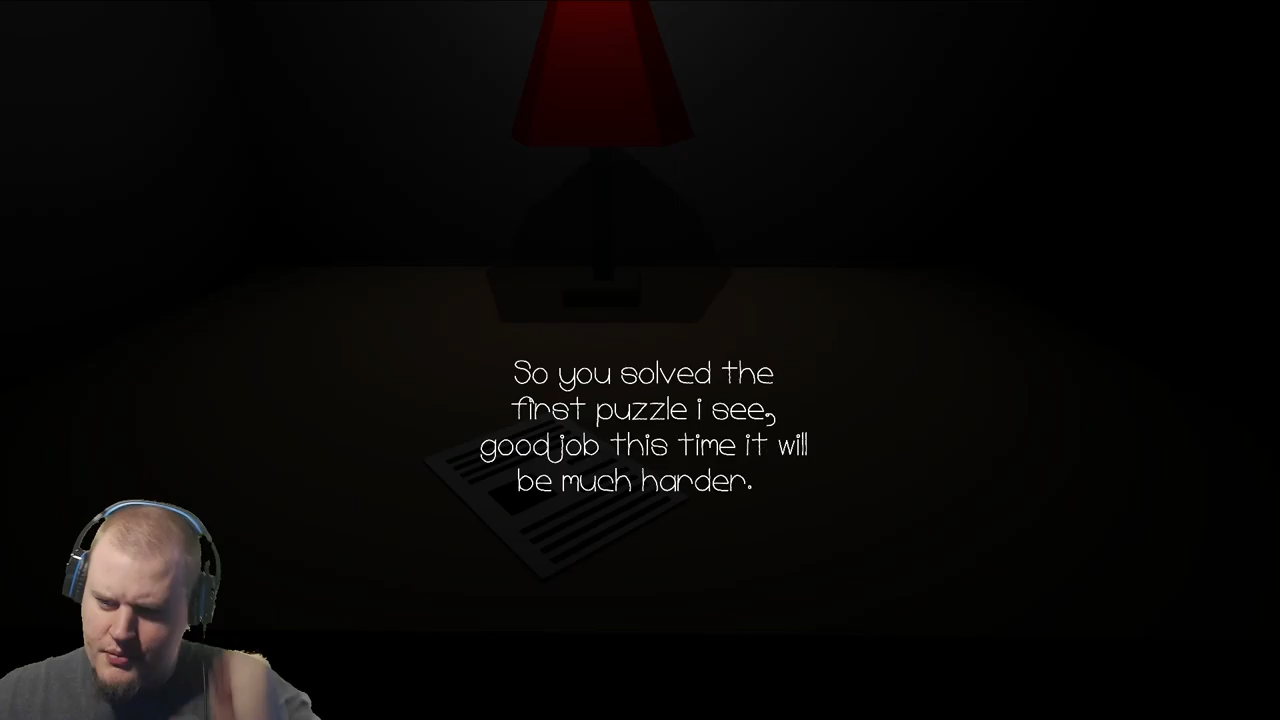 So you solved the
first puzzle i see,
good job this time it will
be much harder.